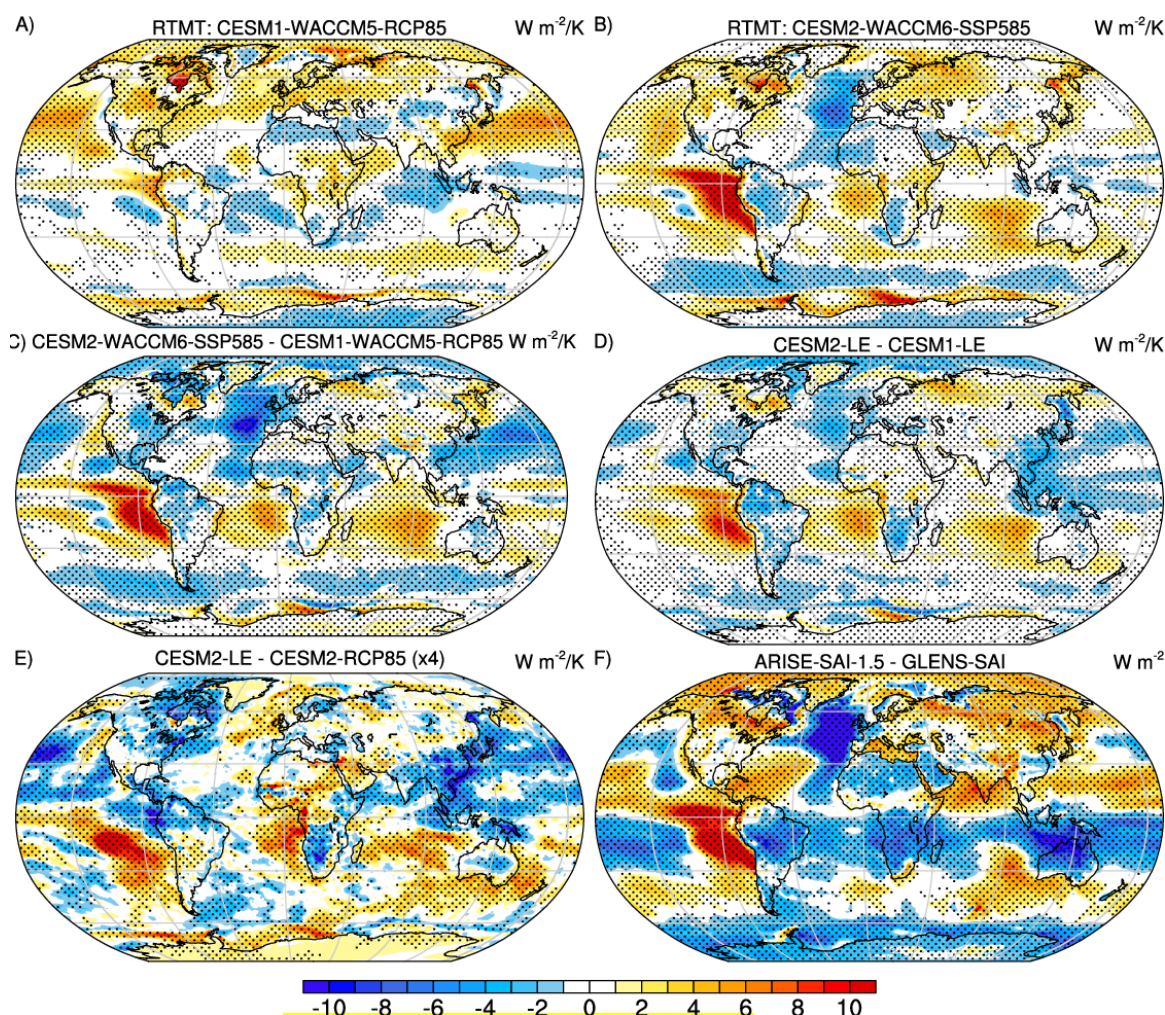 A) RTMT: CESM1-WACCM5-RCP85 W m⁻²/K
B) RTMT: CESM2-WACCM6-SSP585 W m⁻²/K
C) CESM2-WACCM6-SSP585 - CESM1-WACCM5-RCP85 W m⁻²/K
D) CESM2-LE - CESM1-LE W m⁻²/K
E) CESM2-LE - CESM2-RCP85 (x4) W m⁻²/K
F) ARISE-SAI-1.5 - GLENS-SAI W m⁻²
-10 -8 -6 -4 -2 0 2 4 6 8 10